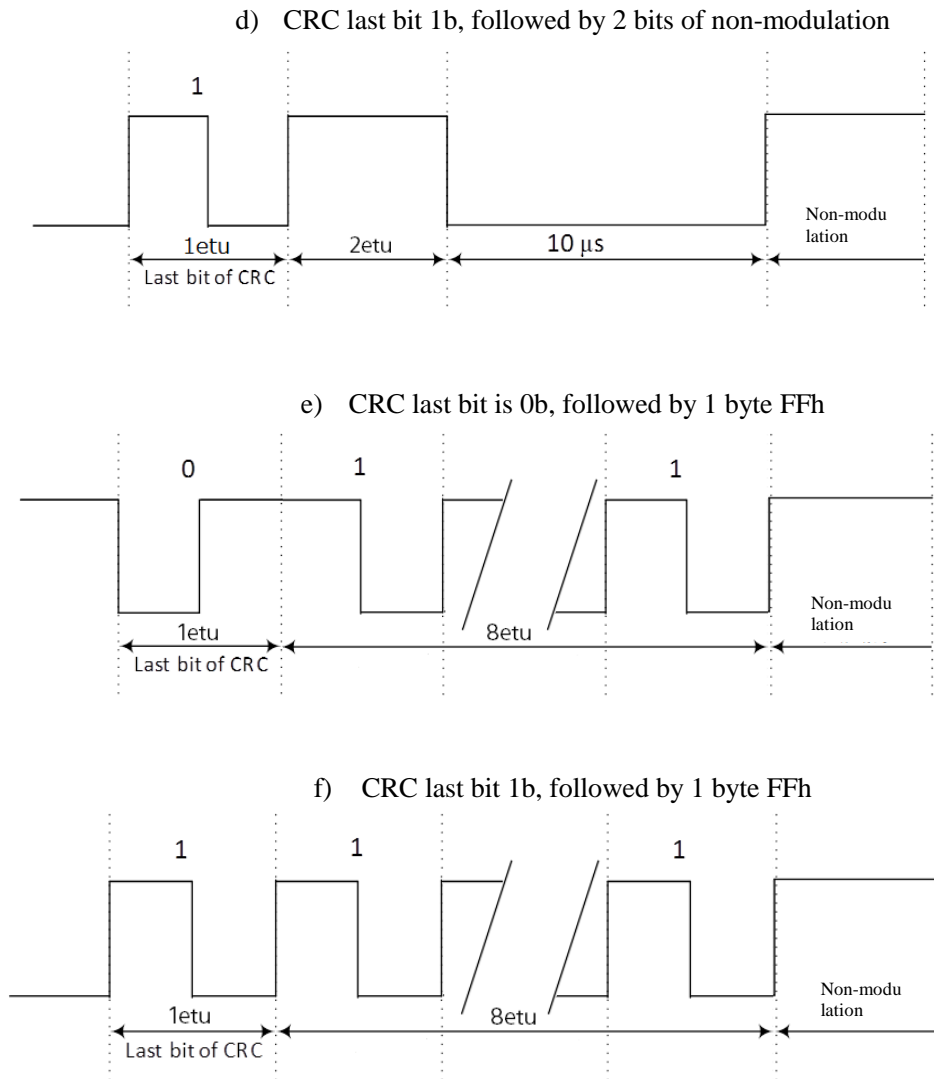 d) CRC last bit 1b, followed by 2 bits of non-modulation
1
Non-modu
lation
1etu
2etu
10 μs
Last bit of CRC
e) CRC last bit is 0b, followed by 1 byte FFh
0
1
1
Non-modu
lation
1etu
8etu
Last bit of CRC
f) CRC last bit 1b, followed by 1 byte FFh
1
1
1
Non-modu
lation
1etu
8etu
Last bit of CRC